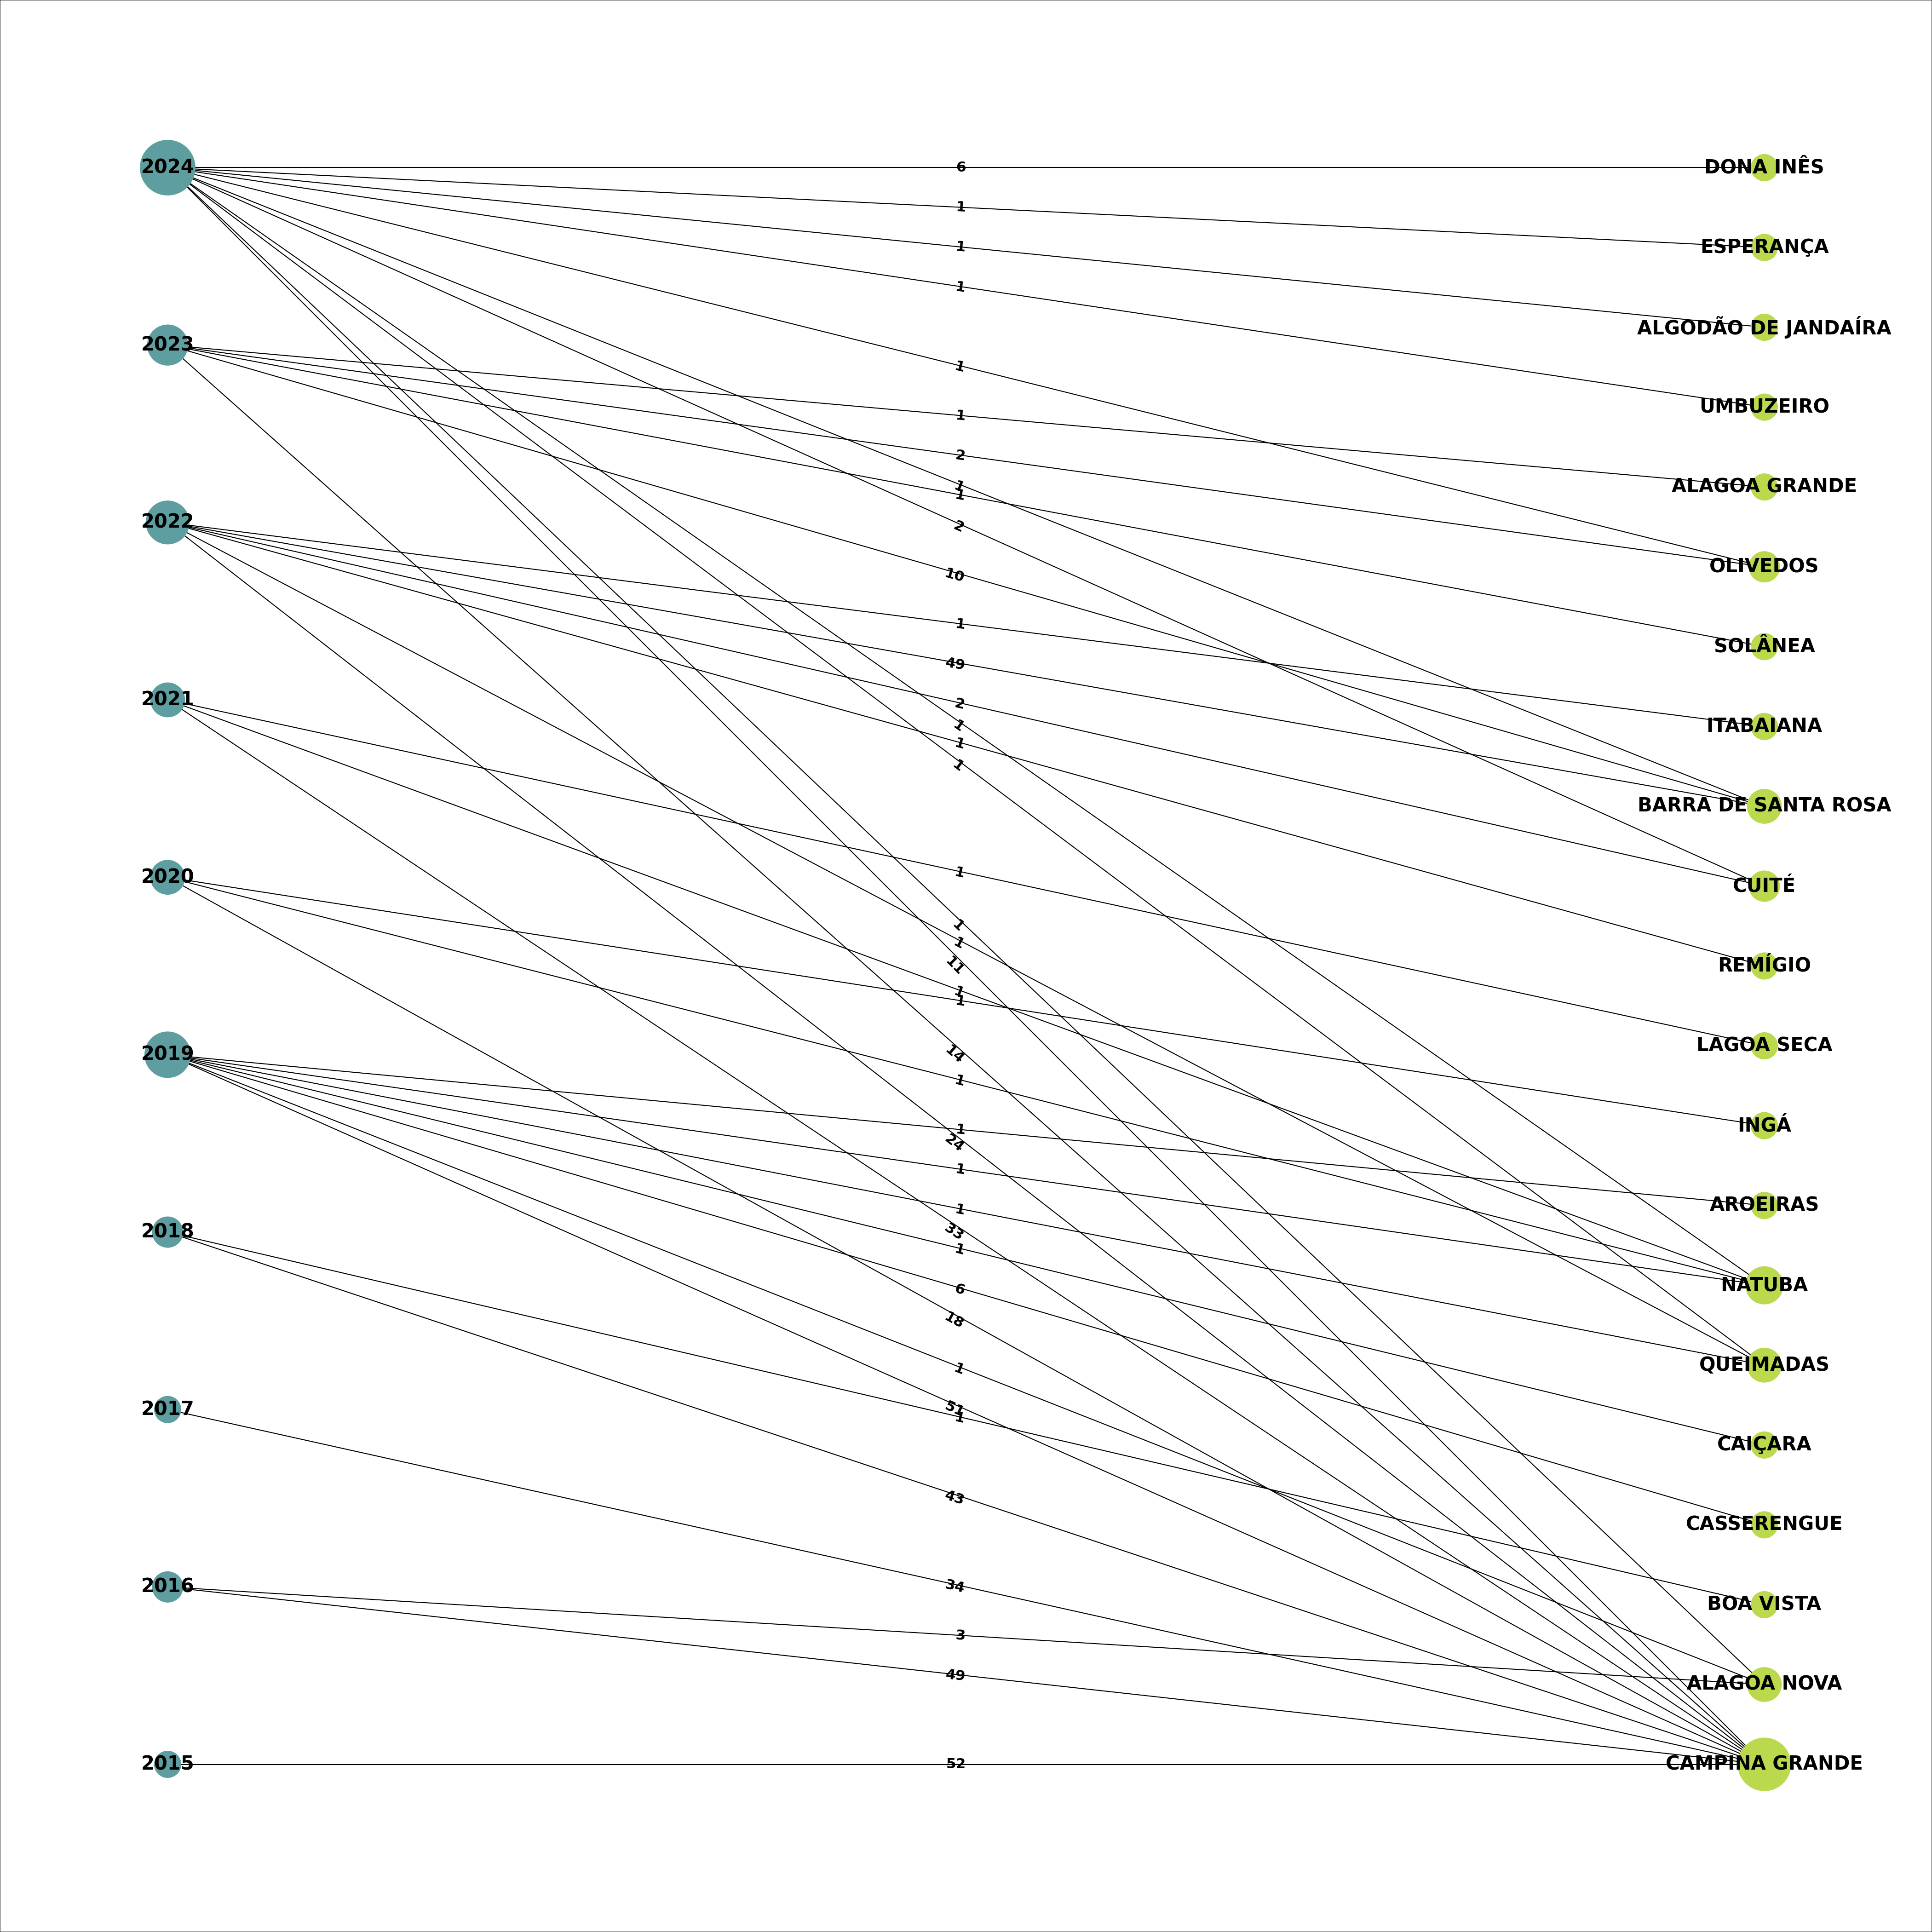 2024
2023
2022
2021
2020
2019
2018
2017
2016
2015
6
1
1
1
1
1
2
1
1
2
10
1
49
2
1
1
1
1
1
1
11
1
1
14
1
1
24
1
1
33
1
6
18
1
51
1
43
34
3
49
52
DONA INÊS
ESPERANÇA
ALGODÃO DE JANDAÍRA
UMBUZEIRO
ALAGOA GRANDE
OLIVEDOS
SOLÂNEA
ITABAIANA
BARRA DE SANTA ROSA
CUITÉ
REMÍGIO
LAGOA SECA
INGÁ
AROEIRAS
NATUBA
QUEIMADAS
CAIÇARA
CASSERENGUE
BOA VISTA
ALAGOA NOVA
CAMPINA GRANDE